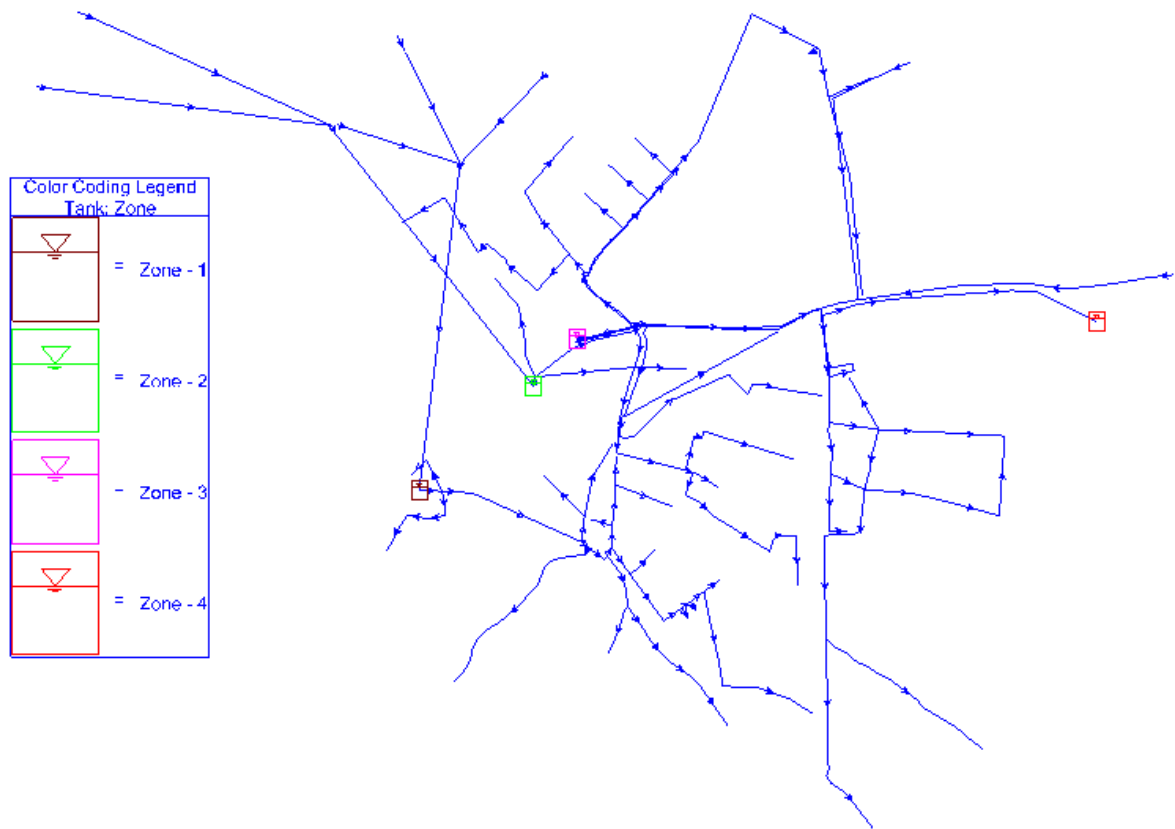 Color Coding Legend
Tank: Zone
= Zone - 1
= Zone - 2
– Zone - 3
= Zone - 4